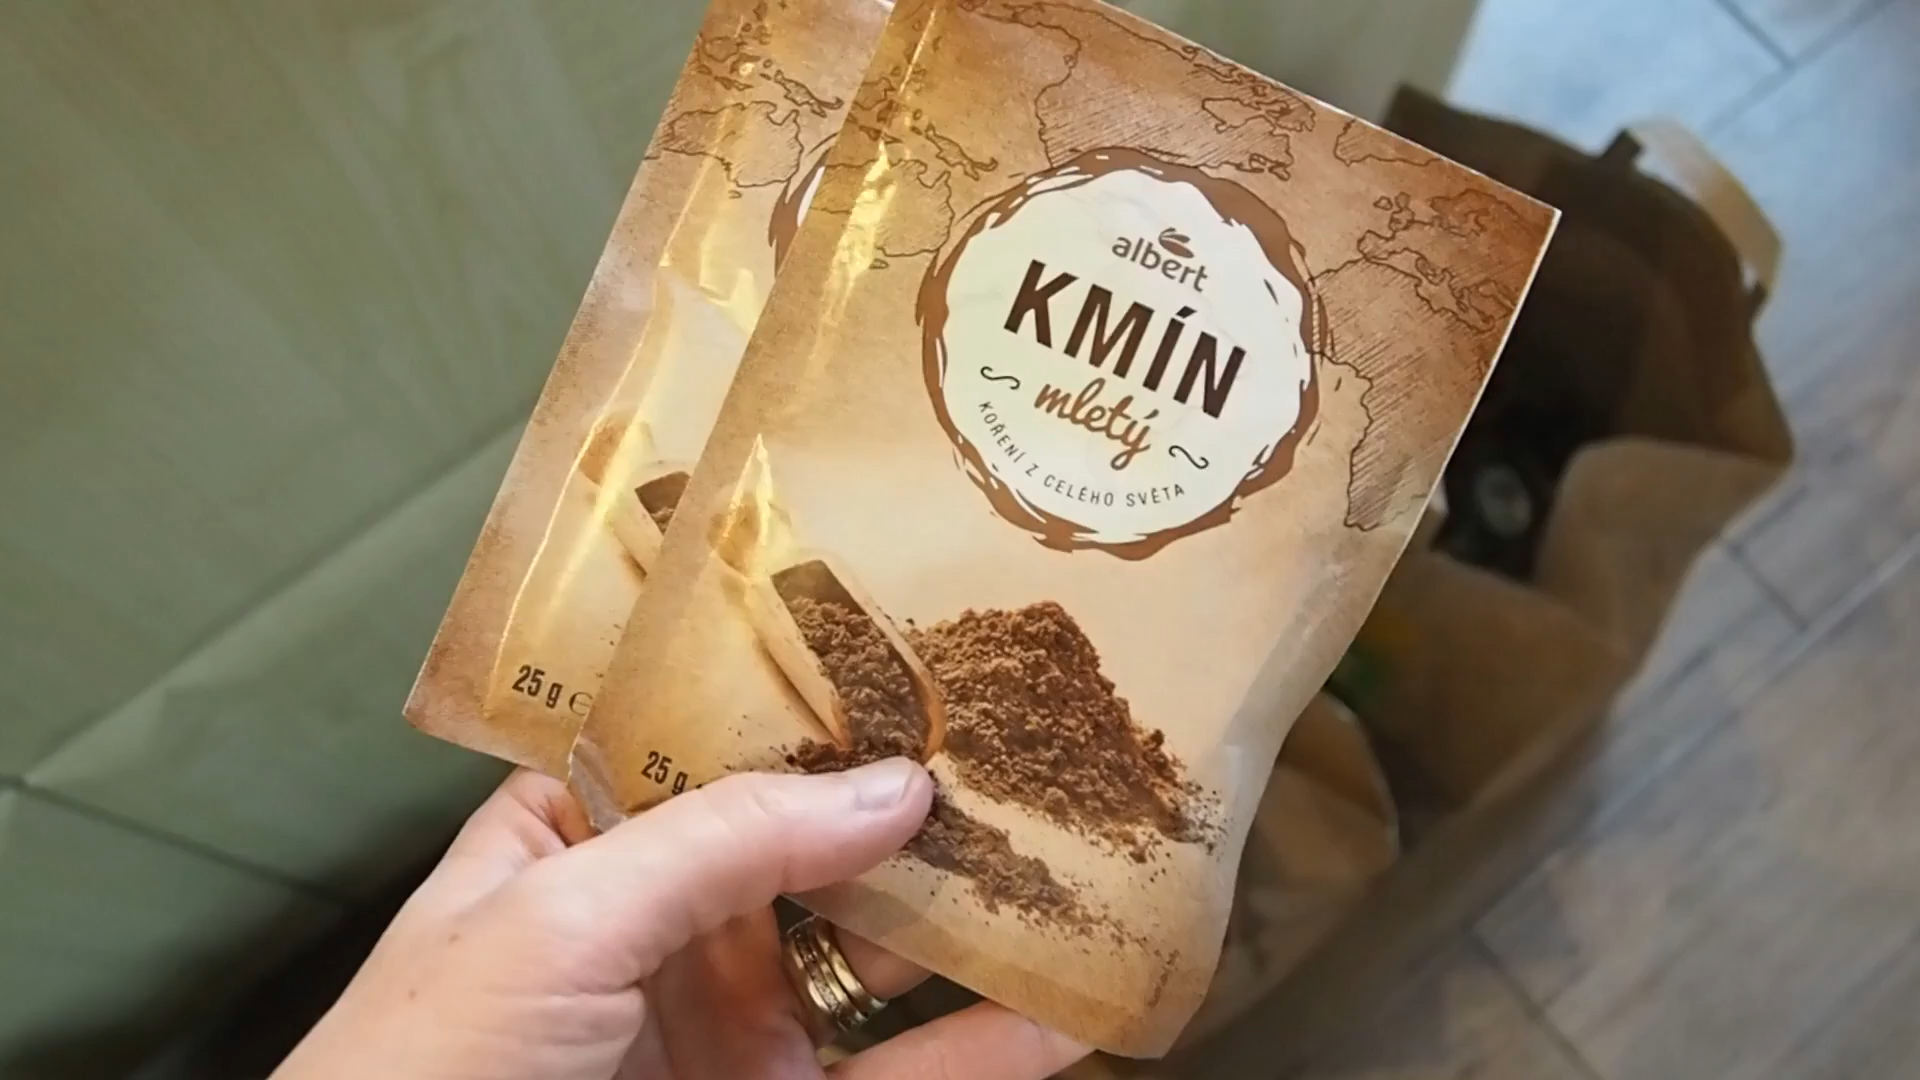 albert
KMÍN
mletý
KOŘENÍ Z CELÉHO SVĚTA
25 g ℮
25 g